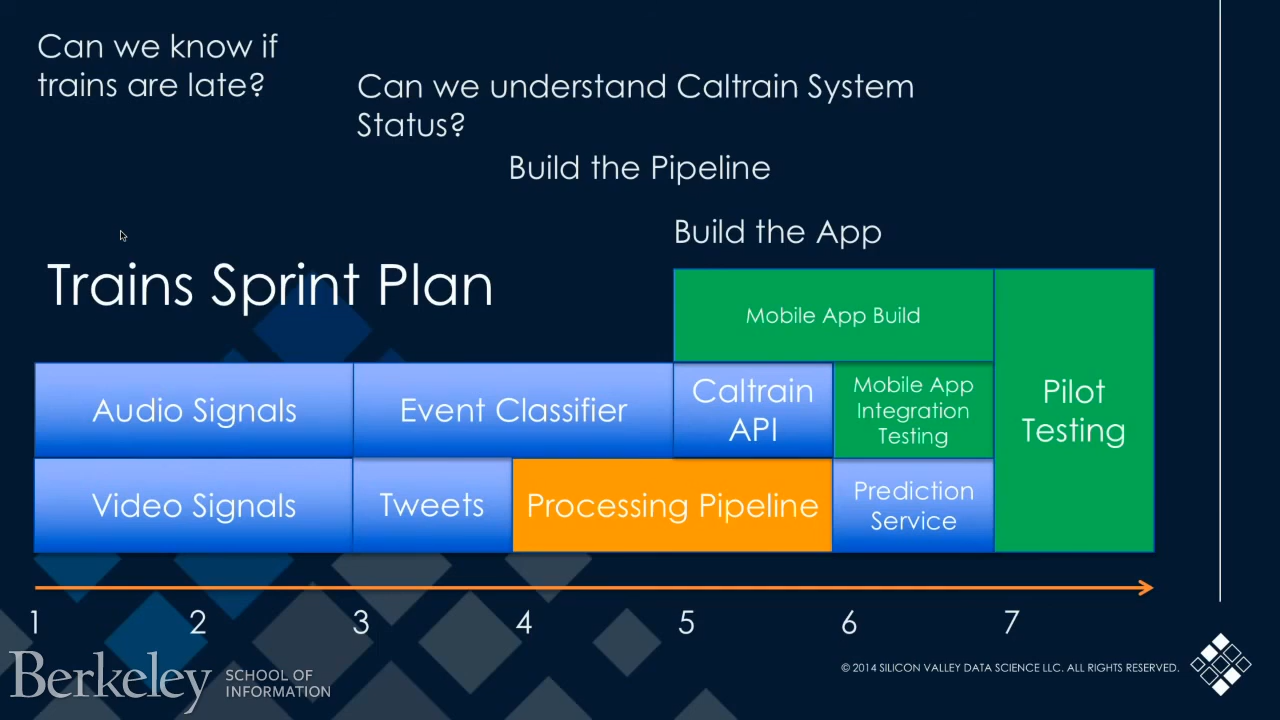 Can we know if
trains are late?
Can we understand Caltrain System
Status?
Build the Pipeline
Build the App
Trains Sprint Plan
Mobile App Build
Audio Signals
Event Classifier
Caltrain
API
Mobile App
Integration
Testing
Pilot
Testing
Video Signals
Tweets
Processing Pipeline
Prediction
Service
1 2 3 4 5 6 7
Berkeley
SCHOOL OF
INFORMATION
© 2014 SILICON VALLEY DATA SCIENCE LLC. ALL RIGHTS RESERVED.